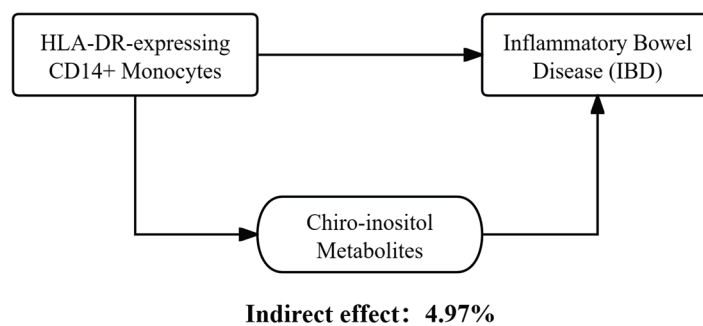 HLA-DR-expressing
CD14+ Monocytes
Inflammatory Bowel
Disease (IBD)
Chiro-inositol
Metabolites
Indirect effect：4.97%